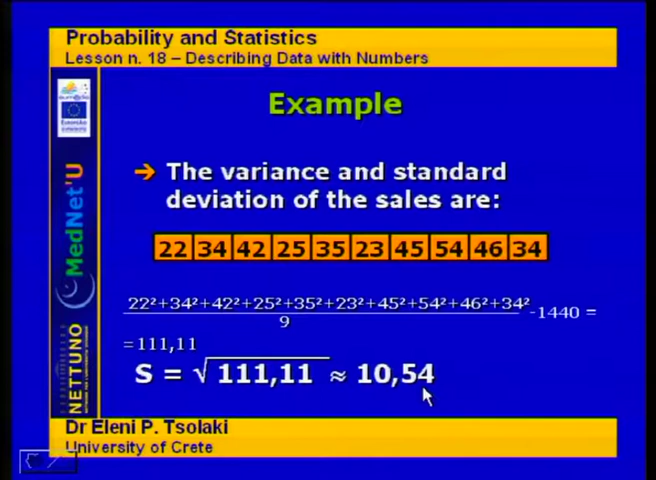 Probability and Statistics
Lesson n. 18 – Describing Data with Numbers
Example
➔ The variance and standard
deviation of the sales are:
22 34 42 25 35 23 45 54 46 34
22²+34²+42²+25²+35²+23²+45²+54²+46²+34²
9
-1440 =
=111,11
S = √111,11 ≈ 10,54
MedNet'U
NETTUNO
Dr Eleni P. Tsolaki
University of Crete